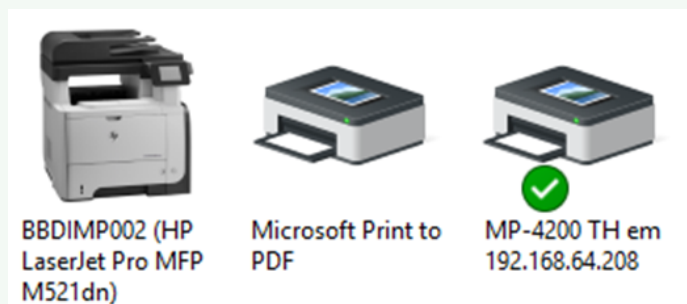 BBDIMP002 (HP
LaserJet Pro MFP
M521dn)
Microsoft Print to
PDF
MP-4200 TH em
192.168.64.208